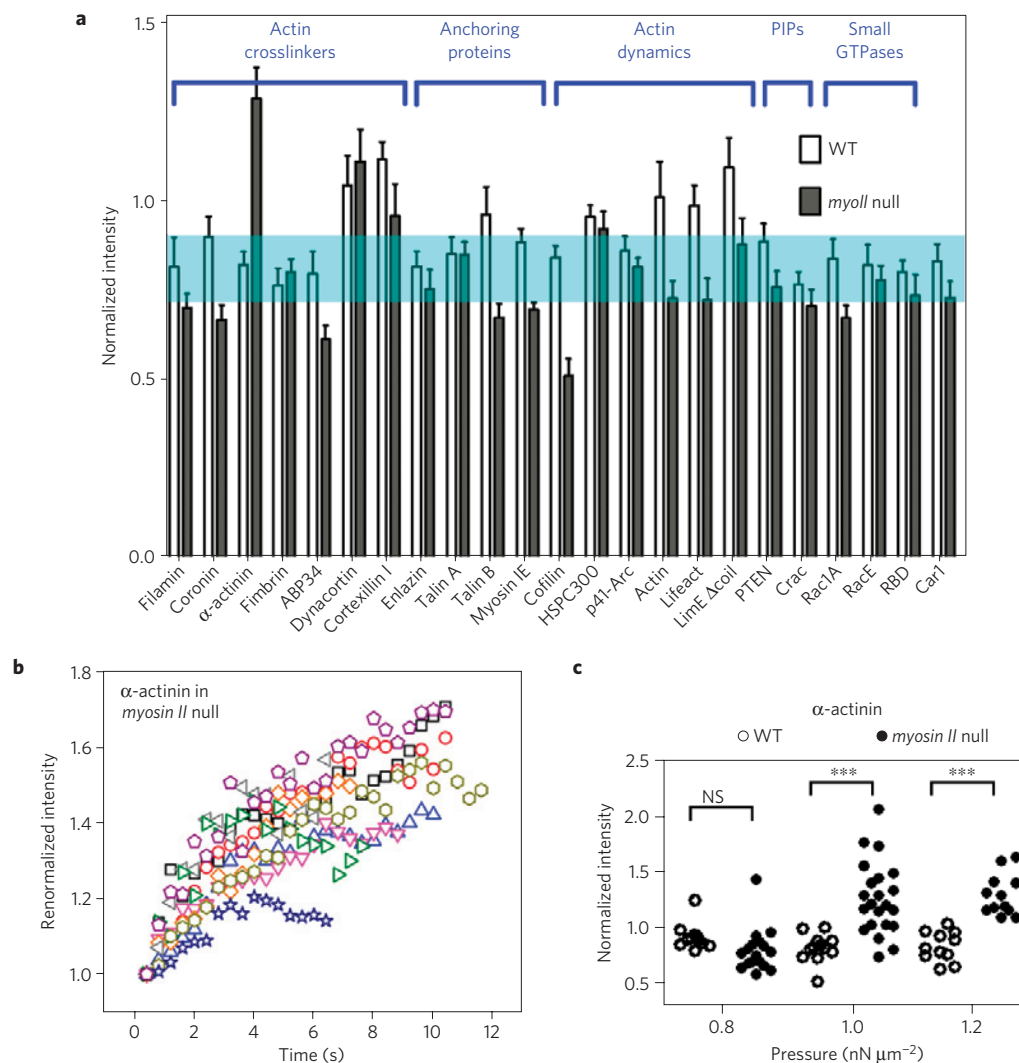 a
Actin
crosslinkers
Anchoring
proteins
Actin
dynamics
PIPs
Small
GTPases
WT
myoII null
Normalized intensity
1.5
1.0
0.5
0.0
Filamin
Coronin
α-actinin
Fimbrin
ABP34
Dynacortin
Cortexillin I
Enlazin
Talin A
Talin B
Myosin IE
Cofilin
HSPC300
p41-Arc
Actin
Lifeact
LimE Δcoil
PTEN
Crac
Rac1A
RacE
RBD
Car1
b
α-actinin in
myosin II null
Renormalized intensity
1.8
1.6
1.4
1.2
1.0
0 2 4 6 8 10 12
Time (s)
c
α-actinin
WT myosin II null
NS *** ***
Normalized intensity
2.5
2.0
1.5
1.0
0.5
0.8 1.0 1.2
Pressure (nN μm⁻²)